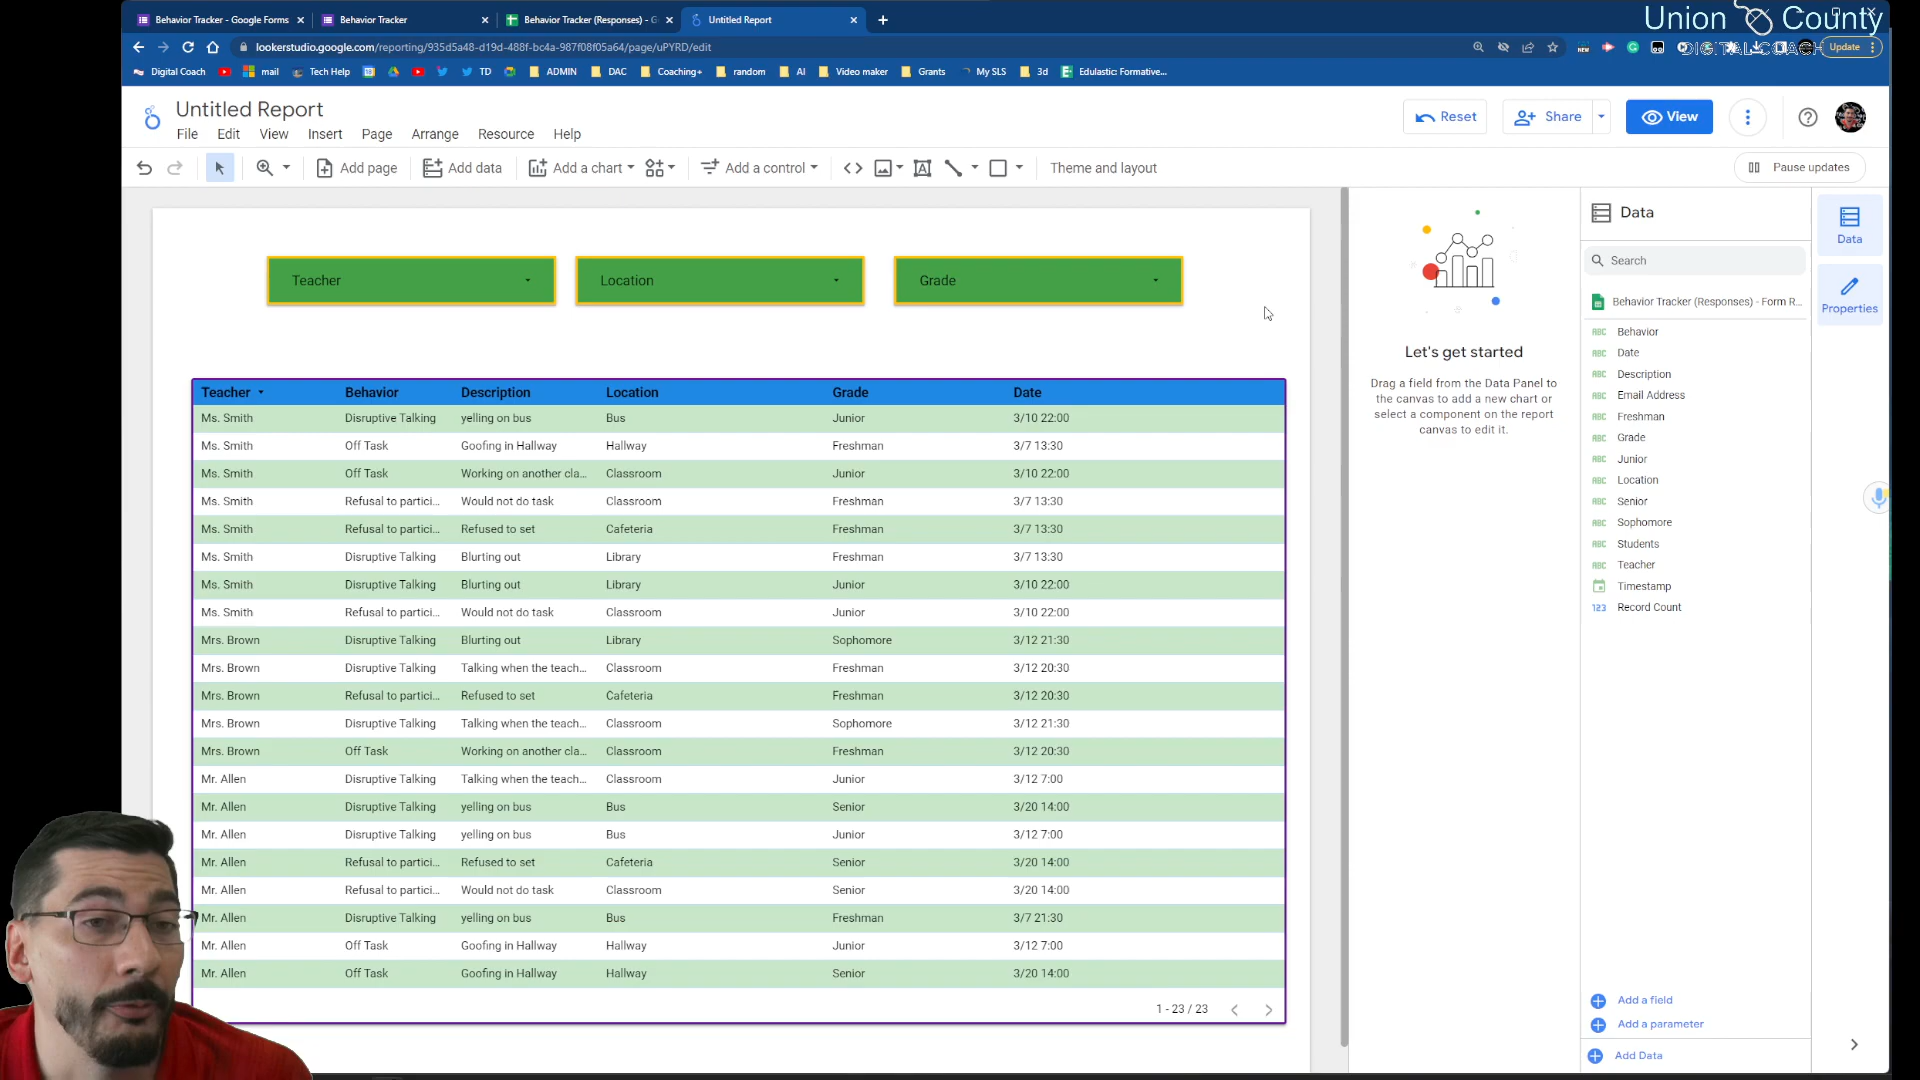 Behavior Tracker - Google Forms
Behavior Tracker
Behavior Tracker (Responses) - G
Untitled Report
Union County
DIGITAL COACH
lookerstudio.google.com/reporting/935d5a48-d19d-488f-bc4a-987f08f05a64/page/uPYRD/edit
NEW
Update
Digital Coach
mail
Tech Help
TD
ADMIN
DAC
Coaching+
random
AI
Video maker
Grants
My SLS
3d
Edulastic: Formative...
Untitled Report
File Edit View Insert Page Arrange Resource Help
Reset
Share
View
Add page
Add data
Add a chart
Add a control
Theme and layout
Pause updates
Teacher
Location
Grade
Teacher Behavior Description Location Grade Date
Ms. Smith Disruptive Talking yelling on bus Bus Junior 3/10 22:00
Ms. Smith Off Task Goofing in Hallway Hallway Freshman 3/7 13:30
Ms. Smith Off Task Working on another cla... Classroom Junior 3/10 22:00
Ms. Smith Refusal to partici... Would not do task Classroom Freshman 3/7 13:30
Ms. Smith Refusal to partici... Refused to set Cafeteria Freshman 3/7 13:30
Ms. Smith Disruptive Talking Blurting out Library Freshman 3/7 13:30
Ms. Smith Disruptive Talking Blurting out Library Junior 3/10 22:00
Ms. Smith Refusal to partici... Would not do task Classroom Junior 3/10 22:00
Mrs. Brown Disruptive Talking Blurting out Library Sophomore 3/12 21:30
Mrs. Brown Disruptive Talking Talking when the teach... Classroom Freshman 3/12 20:30
Mrs. Brown Refusal to partici... Refused to set Cafeteria Freshman 3/12 20:30
Mrs. Brown Disruptive Talking Talking when the teach... Classroom Sophomore 3/12 21:30
Mrs. Brown Off Task Working on another cla... Classroom Freshman 3/12 20:30
Mr. Allen Disruptive Talking Talking when the teach... Classroom Junior 3/12 7:00
Mr. Allen Disruptive Talking yelling on bus Bus Senior 3/20 14:00
Mr. Allen Disruptive Talking yelling on bus Bus Junior 3/12 7:00
Mr. Allen Refusal to partici... Refused to set Cafeteria Senior 3/20 14:00
Mr. Allen Refusal to partici... Would not do task Classroom Senior 3/20 14:00
Mr. Allen Disruptive Talking yelling on bus Bus Freshman 3/7 21:30
Mr. Allen Off Task Goofing in Hallway Hallway Junior 3/12 7:00
Mr. Allen Off Task Goofing in Hallway Hallway Senior 3/20 14:00
1 - 23 / 23
Let's get started
Drag a field from the Data Panel to
the canvas to add a new chart or
select a component on the report
canvas to edit it.
Data
Search
Behavior Tracker (Responses) - Form R...
ABC Behavior
ABC Date
ABC Description
ABC Email Address
ABC Freshman
ABC Grade
ABC Junior
ABC Location
ABC Senior
ABC Sophomore
ABC Students
ABC Teacher
Timestamp
123 Record Count
Add a field
Add a parameter
Add Data
Data
Properties